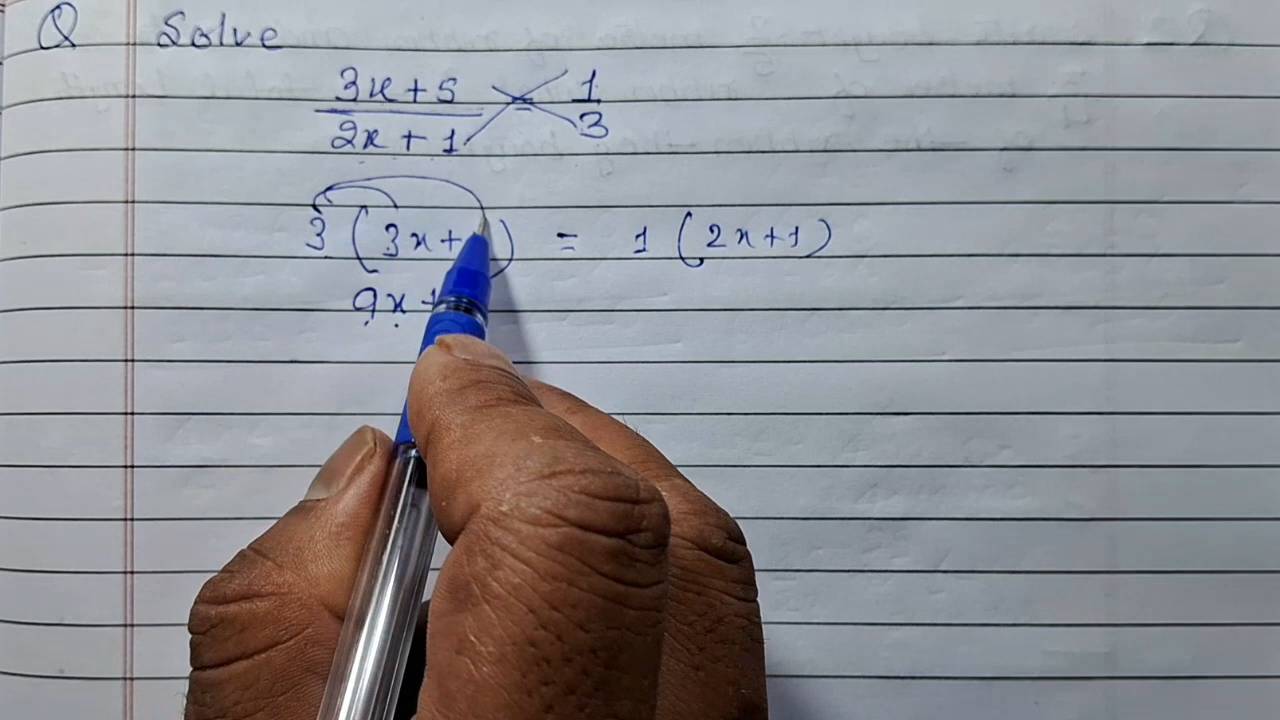 Q Solve
3x+5 / 2x+1 = 1/3
3 (3x+ ) = 1 (2x+1)
9x +